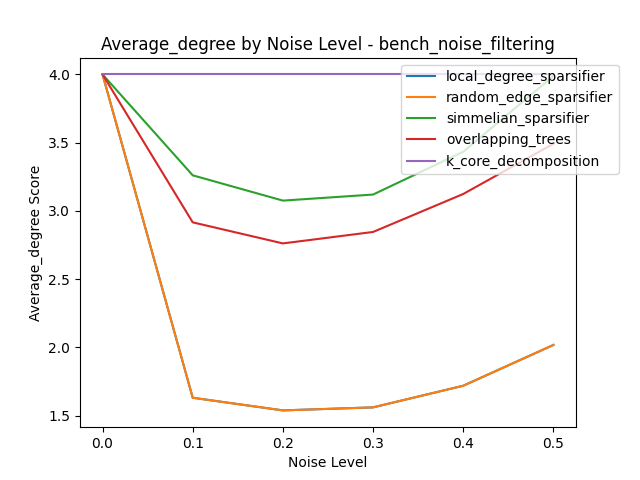 Average_degree by Noise Level - bench_noise_filtering
local_degree_sparsifier
random_edge_sparsifier
simmelian_sparsifier
overlapping_trees
k_core_decomposition
Average_degree Score
4.0
3.5
3.0
2.5
2.0
1.5
0.0 0.1 0.2 0.3 0.4 0.5
Noise Level